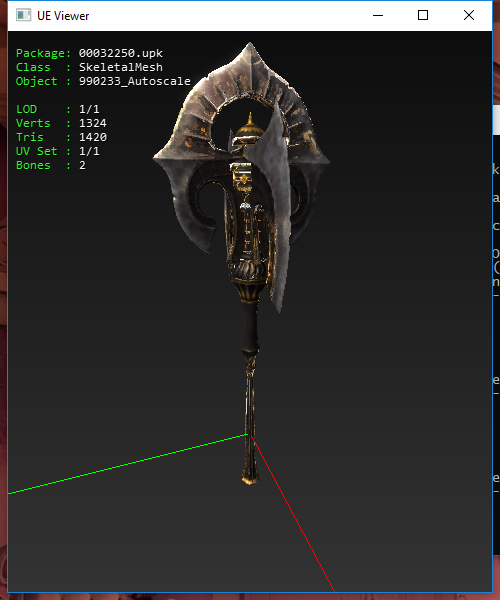 UE Viewer
Package: 00032250.upk
Class  : SkeletalMesh
Object : 990233_Autoscale
LOD    : 1/1
Verts  : 1324
Tris   : 1420
UV Set : 1/1
Bones  : 2